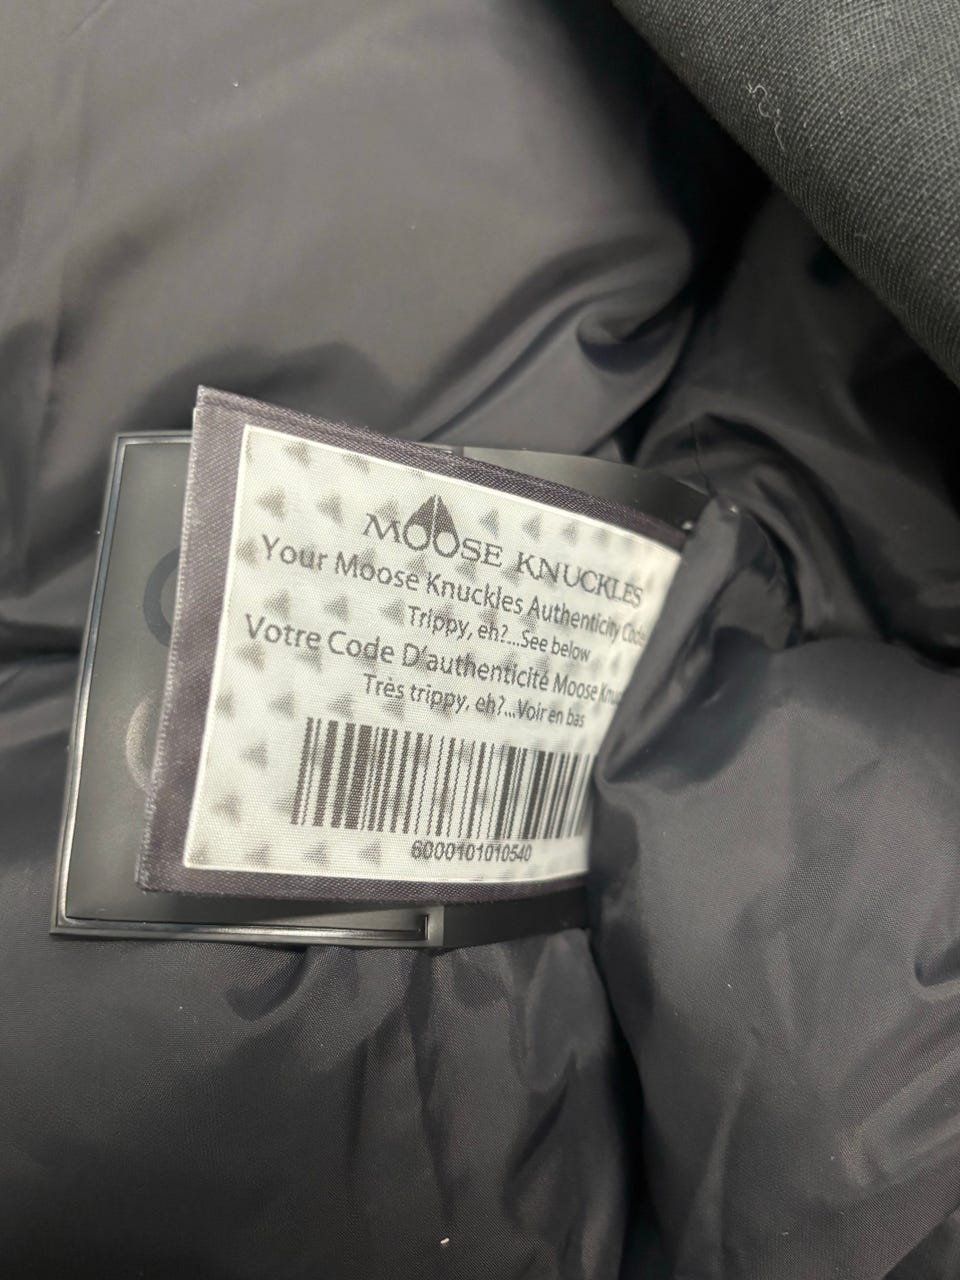 MOOSE KNUCKLES
Your Moose Knuckles Authenticity Code
Trippy, eh?...See below
Votre Code D'authenticité Moose
Très trippy, eh?...Voir en bas
6000101010540